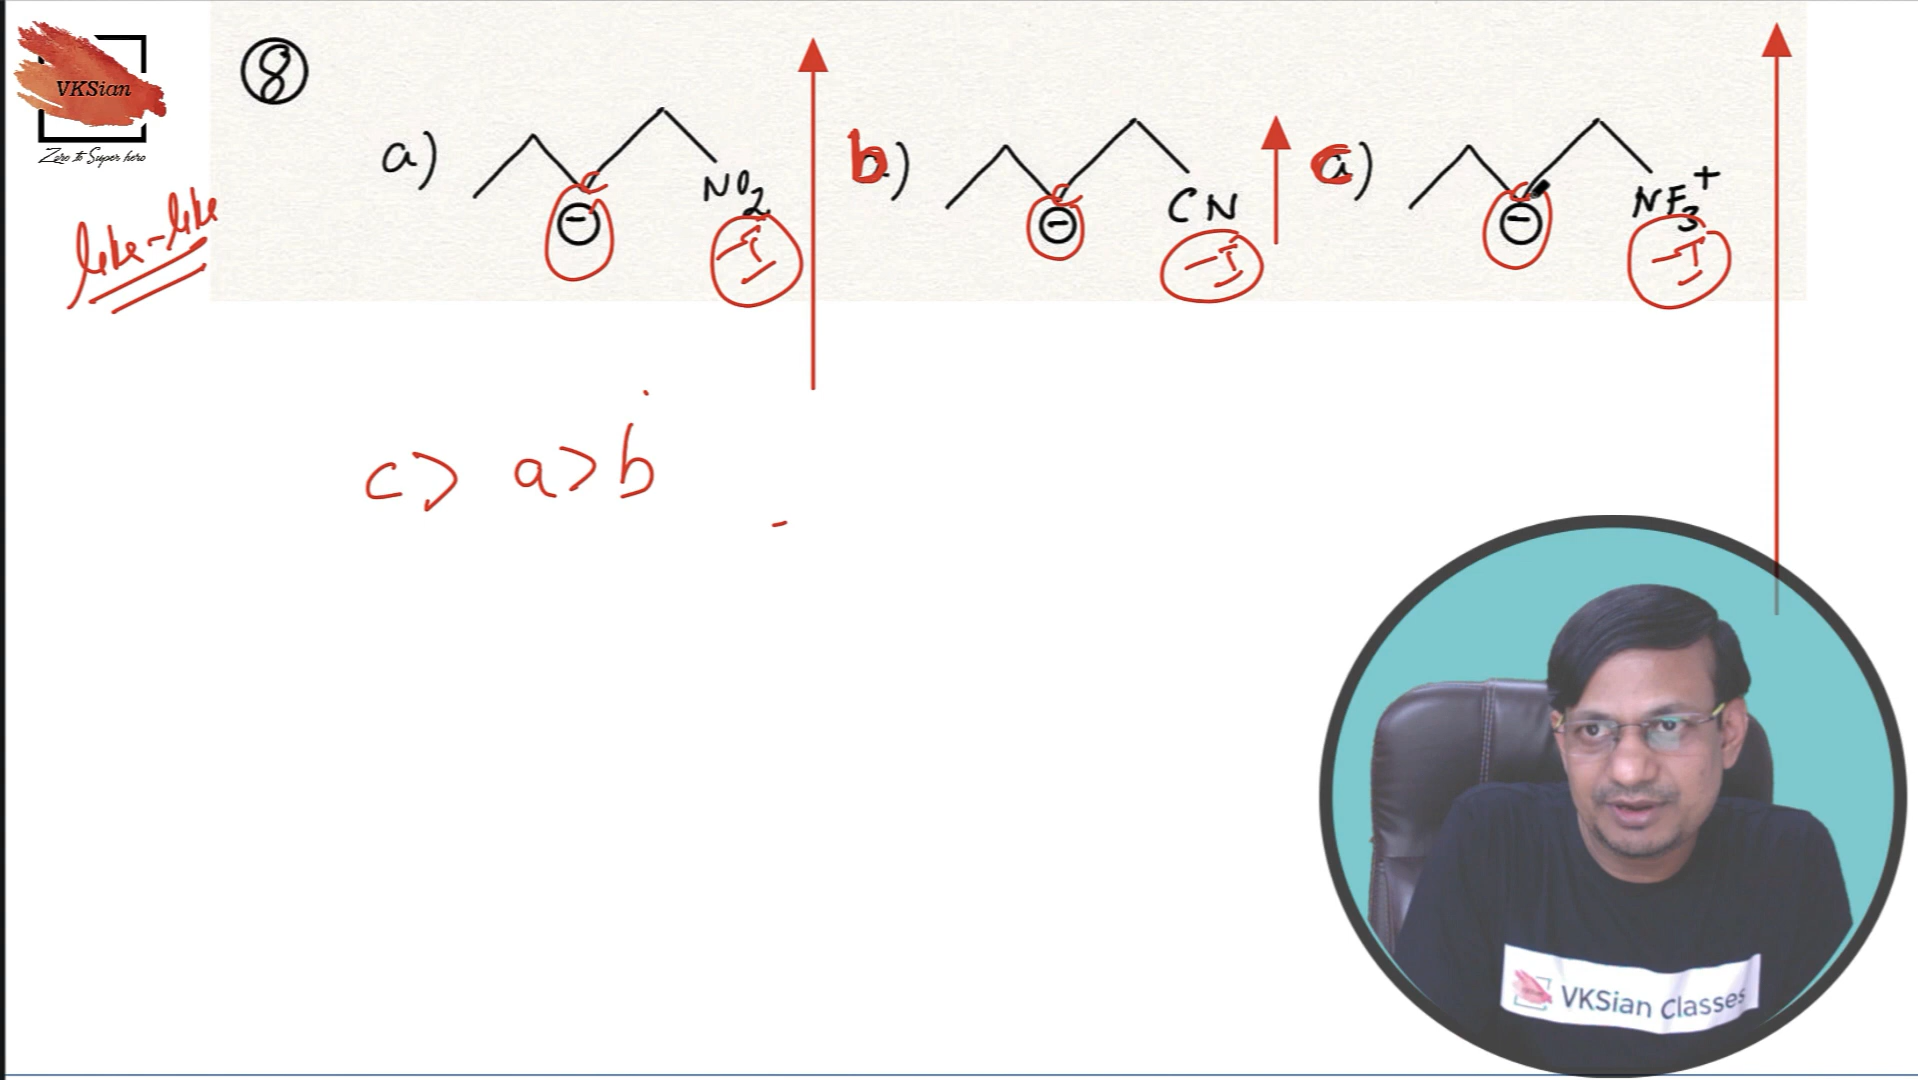 VKSian
Zero to Super hero
8
a)
NO2
-I
b)
CN
-I
c)
NF3+
-I
like-like
c > a > b
VKSian Classes